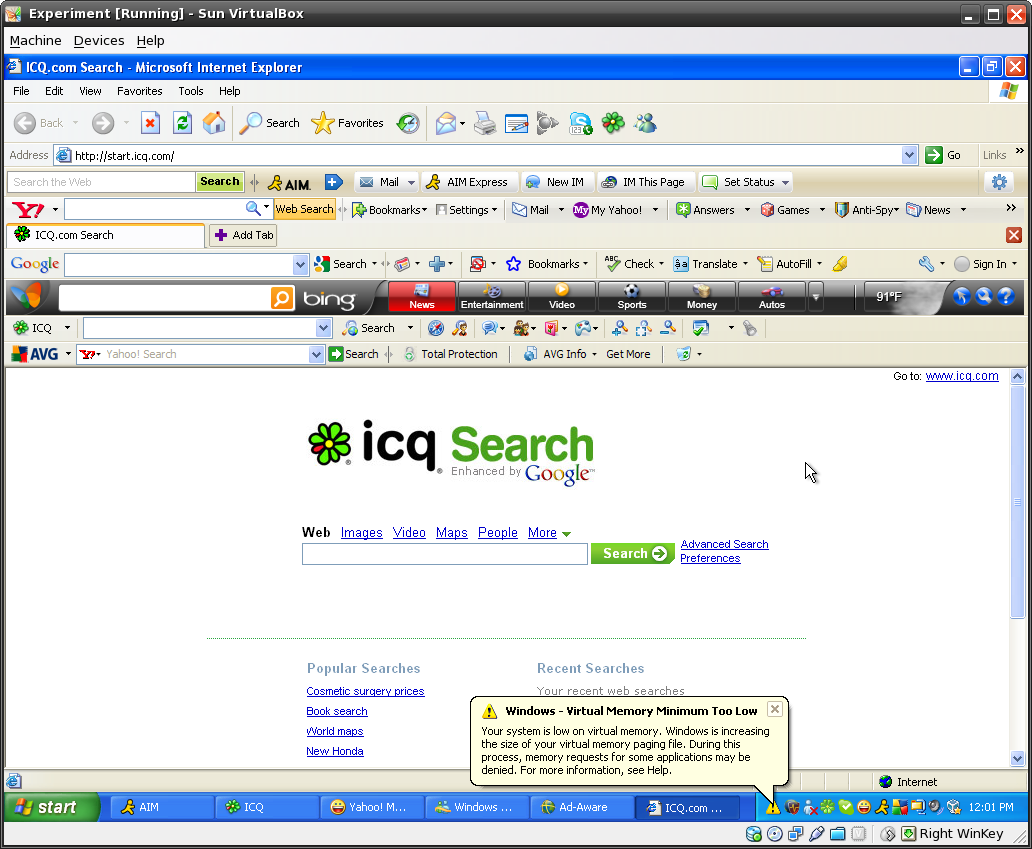 Experiment [Running] - Sun VirtualBox
Machine Devices Help
ICQ.com Search - Microsoft Internet Explorer
File Edit View Favorites Tools Help
Back Search Favorites
Address http://start.icq.com/ Go Links »
Search the Web Search AIM. Mail AIM Express New IM IM This Page Set Status
Y! Web Search Bookmarks Settings Mail My Yahoo! Answers Games Anti-Spy News »
ICQ.com Search Add Tab
Google Search Bookmarks Check Translate AutoFill Sign In
bing News Entertainment Video Sports Money Autos 91°F
ICQ Search
AVG Y! Yahoo! Search Search Total Protection AVG Info Get More
Go to: www.icq.com
icq Search
Enhanced by Google™
Web Images Video Maps People More
Search Advanced Search
Preferences
Popular Searches Recent Searches
Cosmetic surgery prices Your recent web searches
Book search
World maps
New Honda
Windows - Virtual Memory Minimum Too Low
Your system is low on virtual memory. Windows is increasing
the size of your virtual memory paging file. During this
process, memory requests for some applications may be
denied. For more information, see Help.
Internet
start AIM ICQ Yahoo! M... Windows ... Ad-Aware ICQ.com ... 12:01 PM
Right WinKey